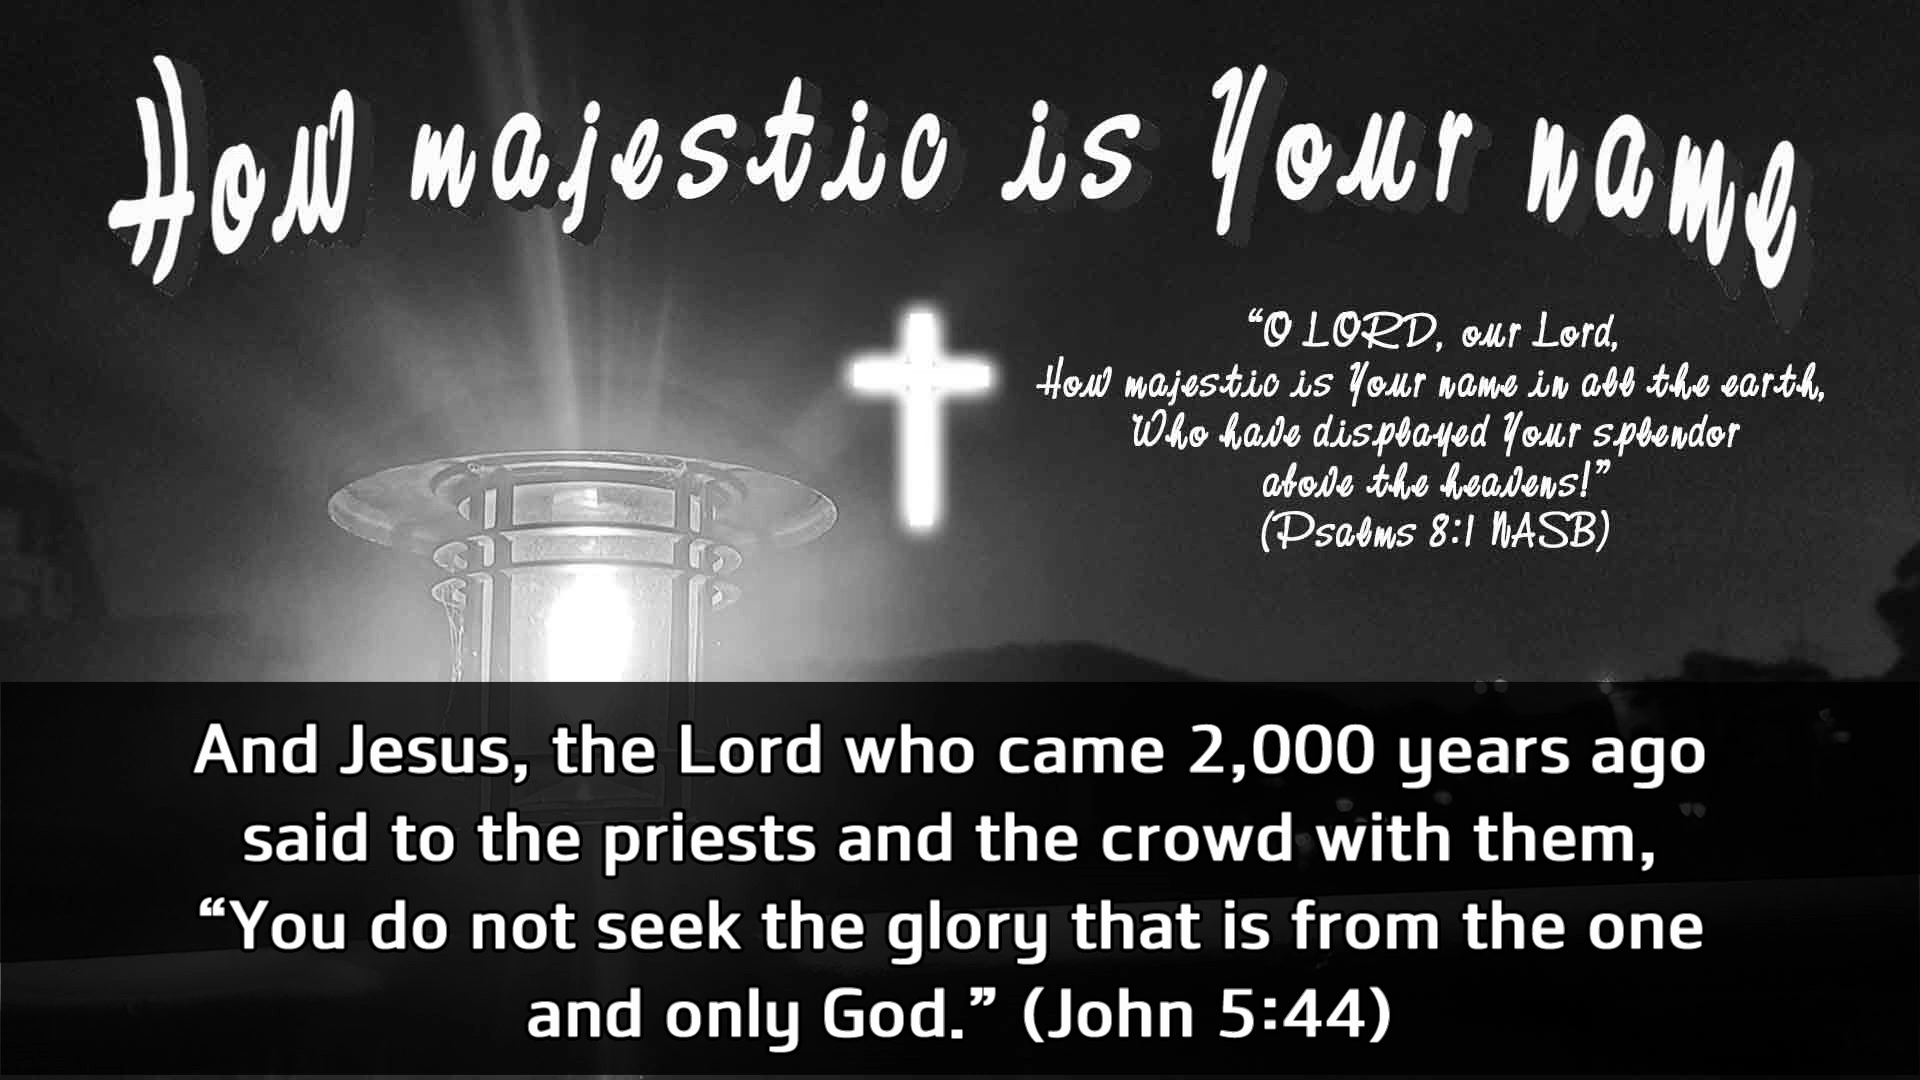 How majestic is Your name
“O LORD, our Lord,
How majestic is Your name in all the earth,
Who have displayed Your splendor
above the heavens!”
(Psalms 8:1 NASB)
And Jesus, the Lord who came 2,000 years ago
said to the priests and the crowd with them,
“You do not seek the glory that is from the one
and only God.” (John 5:44)